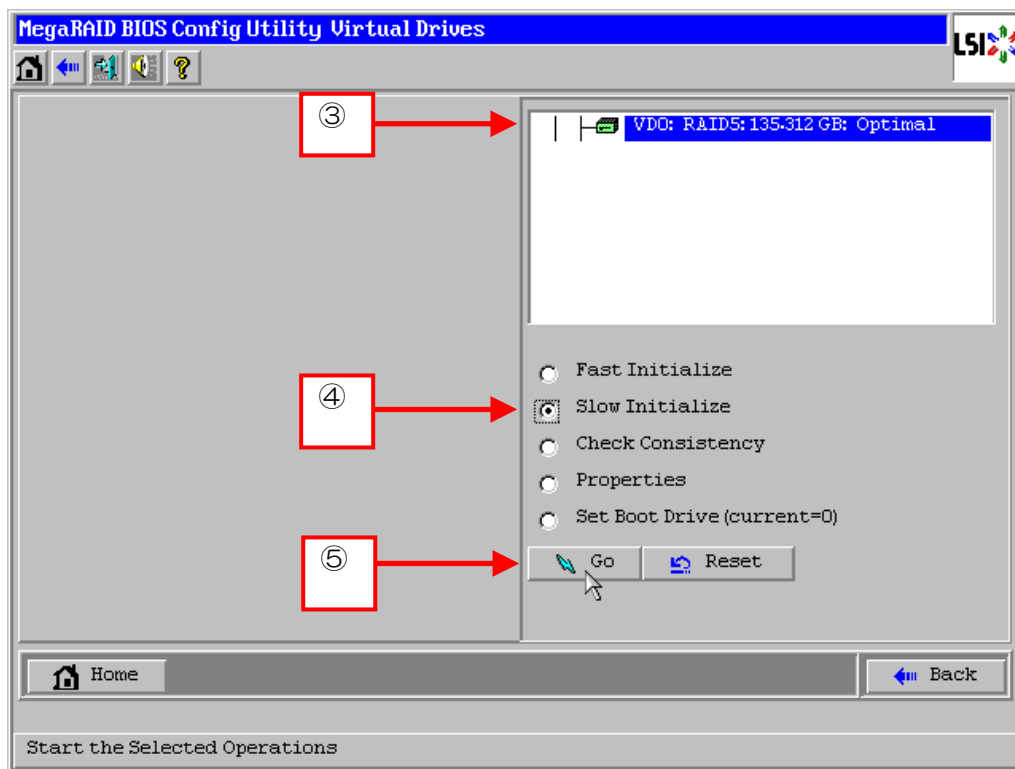 MegaRAID BIOS Config Utility Virtual Drives
LSI
③
VD0: RAID5: 135.312 GB: Optimal
Fast Initialize
④
Slow Initialize
Check Consistency
Properties
Set Boot Drive (current=0)
⑤
Go
Reset
Home
Back
Start the Selected Operations